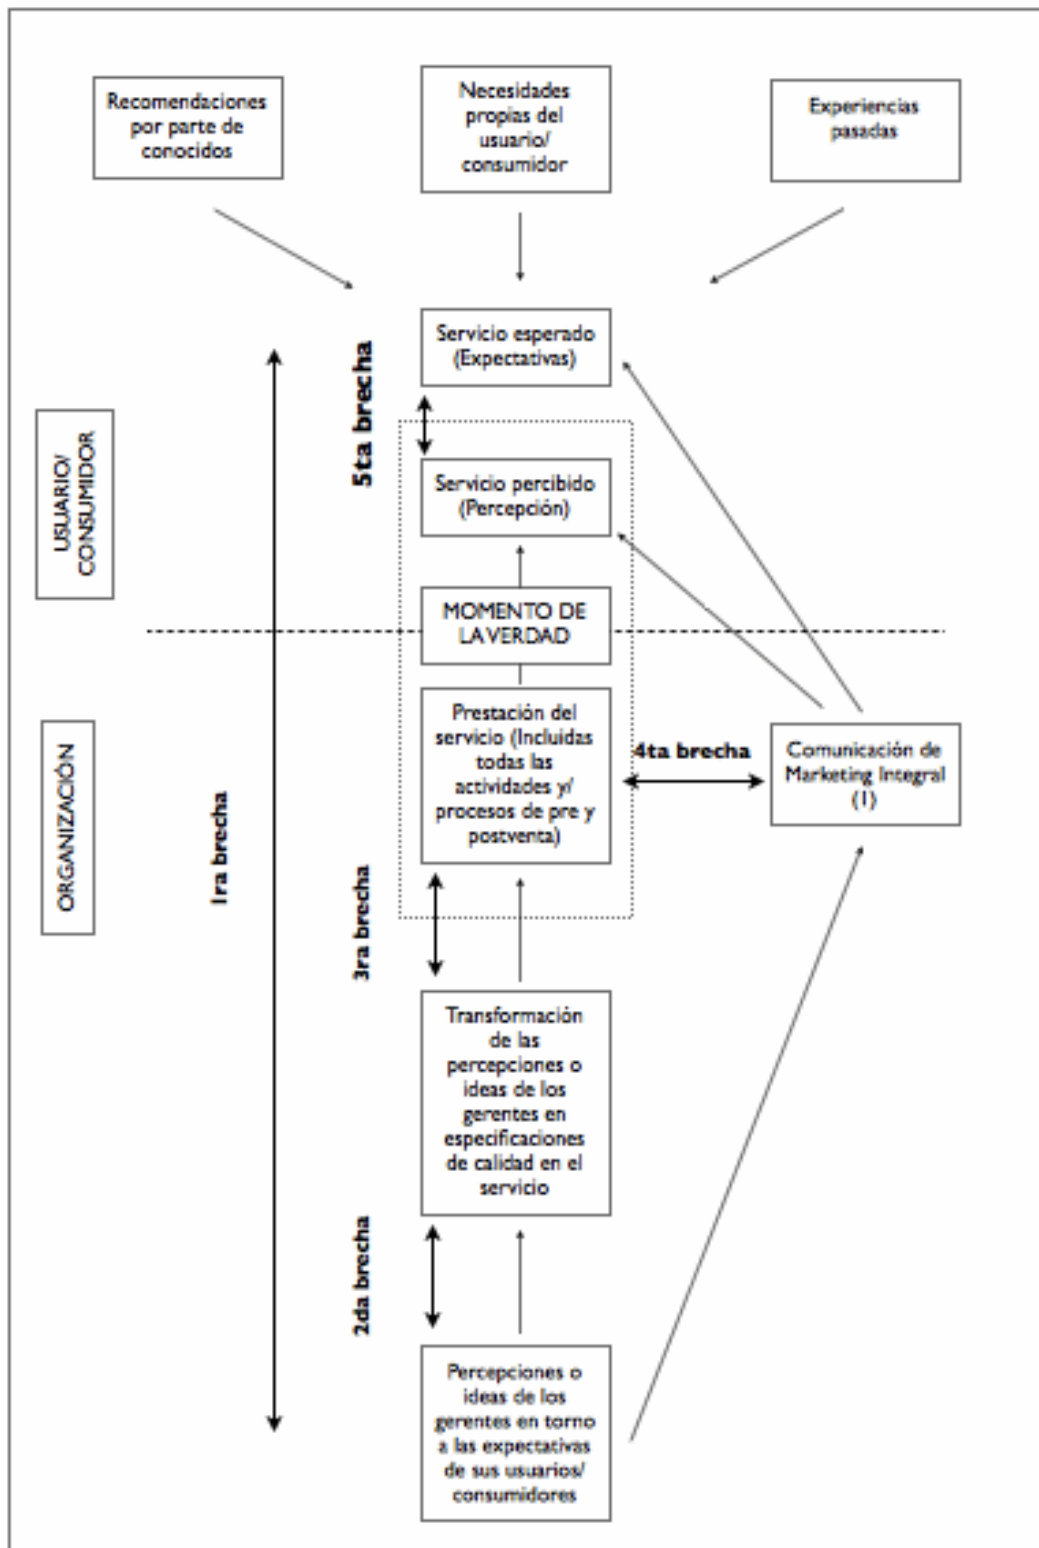 Recomendaciones
por parte de
conocidos
Necesidades
propias del
usuario/
consumidor
Experiencias
pasadas
Servicio esperado
(Expectativas)
5ta brecha
USUARIO/
CONSUMIDOR
Servicio percibido
(Percepción)
MOMENTO DE
LA VERDAD
ORGANIZACIÓN
1ra brecha
Prestación del
servicio (Incluidas
todas las
actividades y/
procesos de pre y
postventa)
4ta brecha
Comunicación de
Marketing Integral
(1)
3ra brecha
Transformación
de las
percepciones o
ideas de los
gerentes en
especificaciones
de calidad en el
servicio
2da brecha
Percepciones o
ideas de los
gerentes en torno
a las expectativas
de sus usuarios/
consumidores